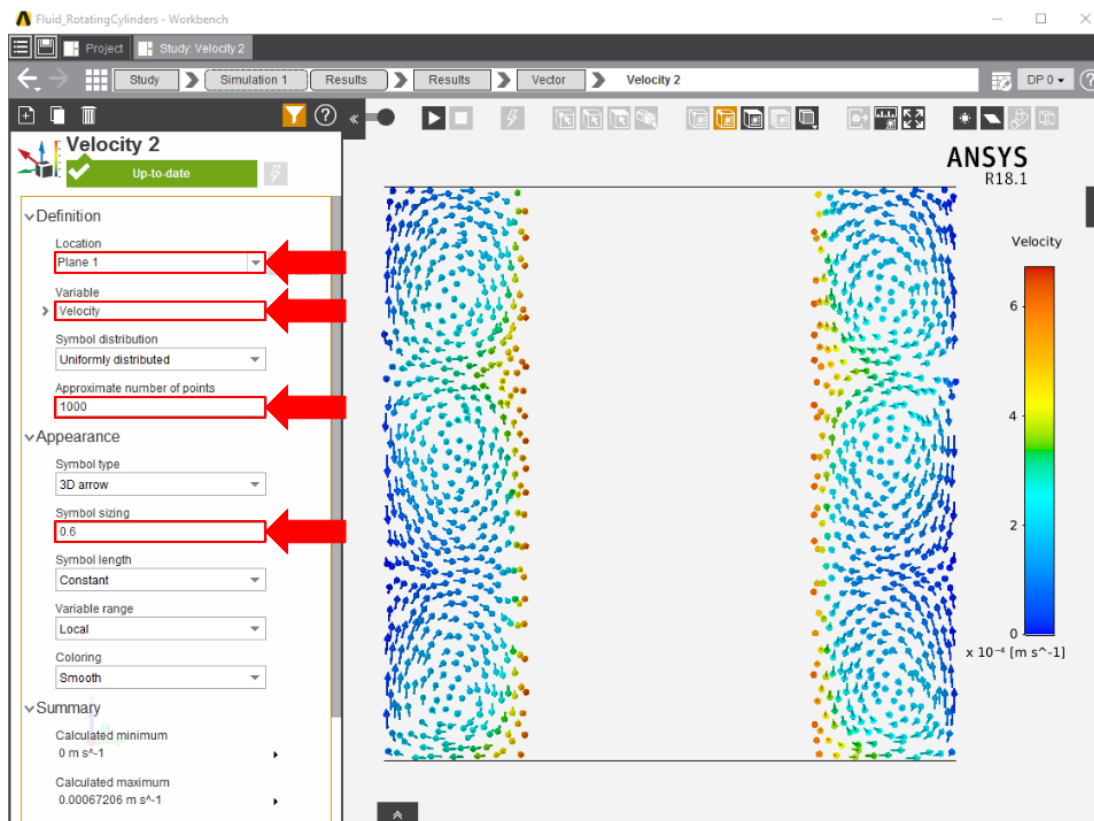 Fluid_RotatingCylinders - Workbench
Project
Study: Velocity 2
Study
Simulation 1
Results
Results
Vector
Velocity 2
DP 0
Velocity 2
Up-to-date
Definition
Location
Plane 1
Variable
Velocity
Symbol distribution
Uniformly distributed
Approximate number of points
1000
Appearance
Symbol type
3D arrow
Symbol sizing
0.6
Symbol length
Constant
Variable range
Local
Coloring
Smooth
Summary
Calculated minimum
0 m s^-1
Calculated maximum
0.00067206 m s^-1
ANSYS
R18.1
Velocity
6
4
2
0
x 10⁻⁴ [m s^-1]